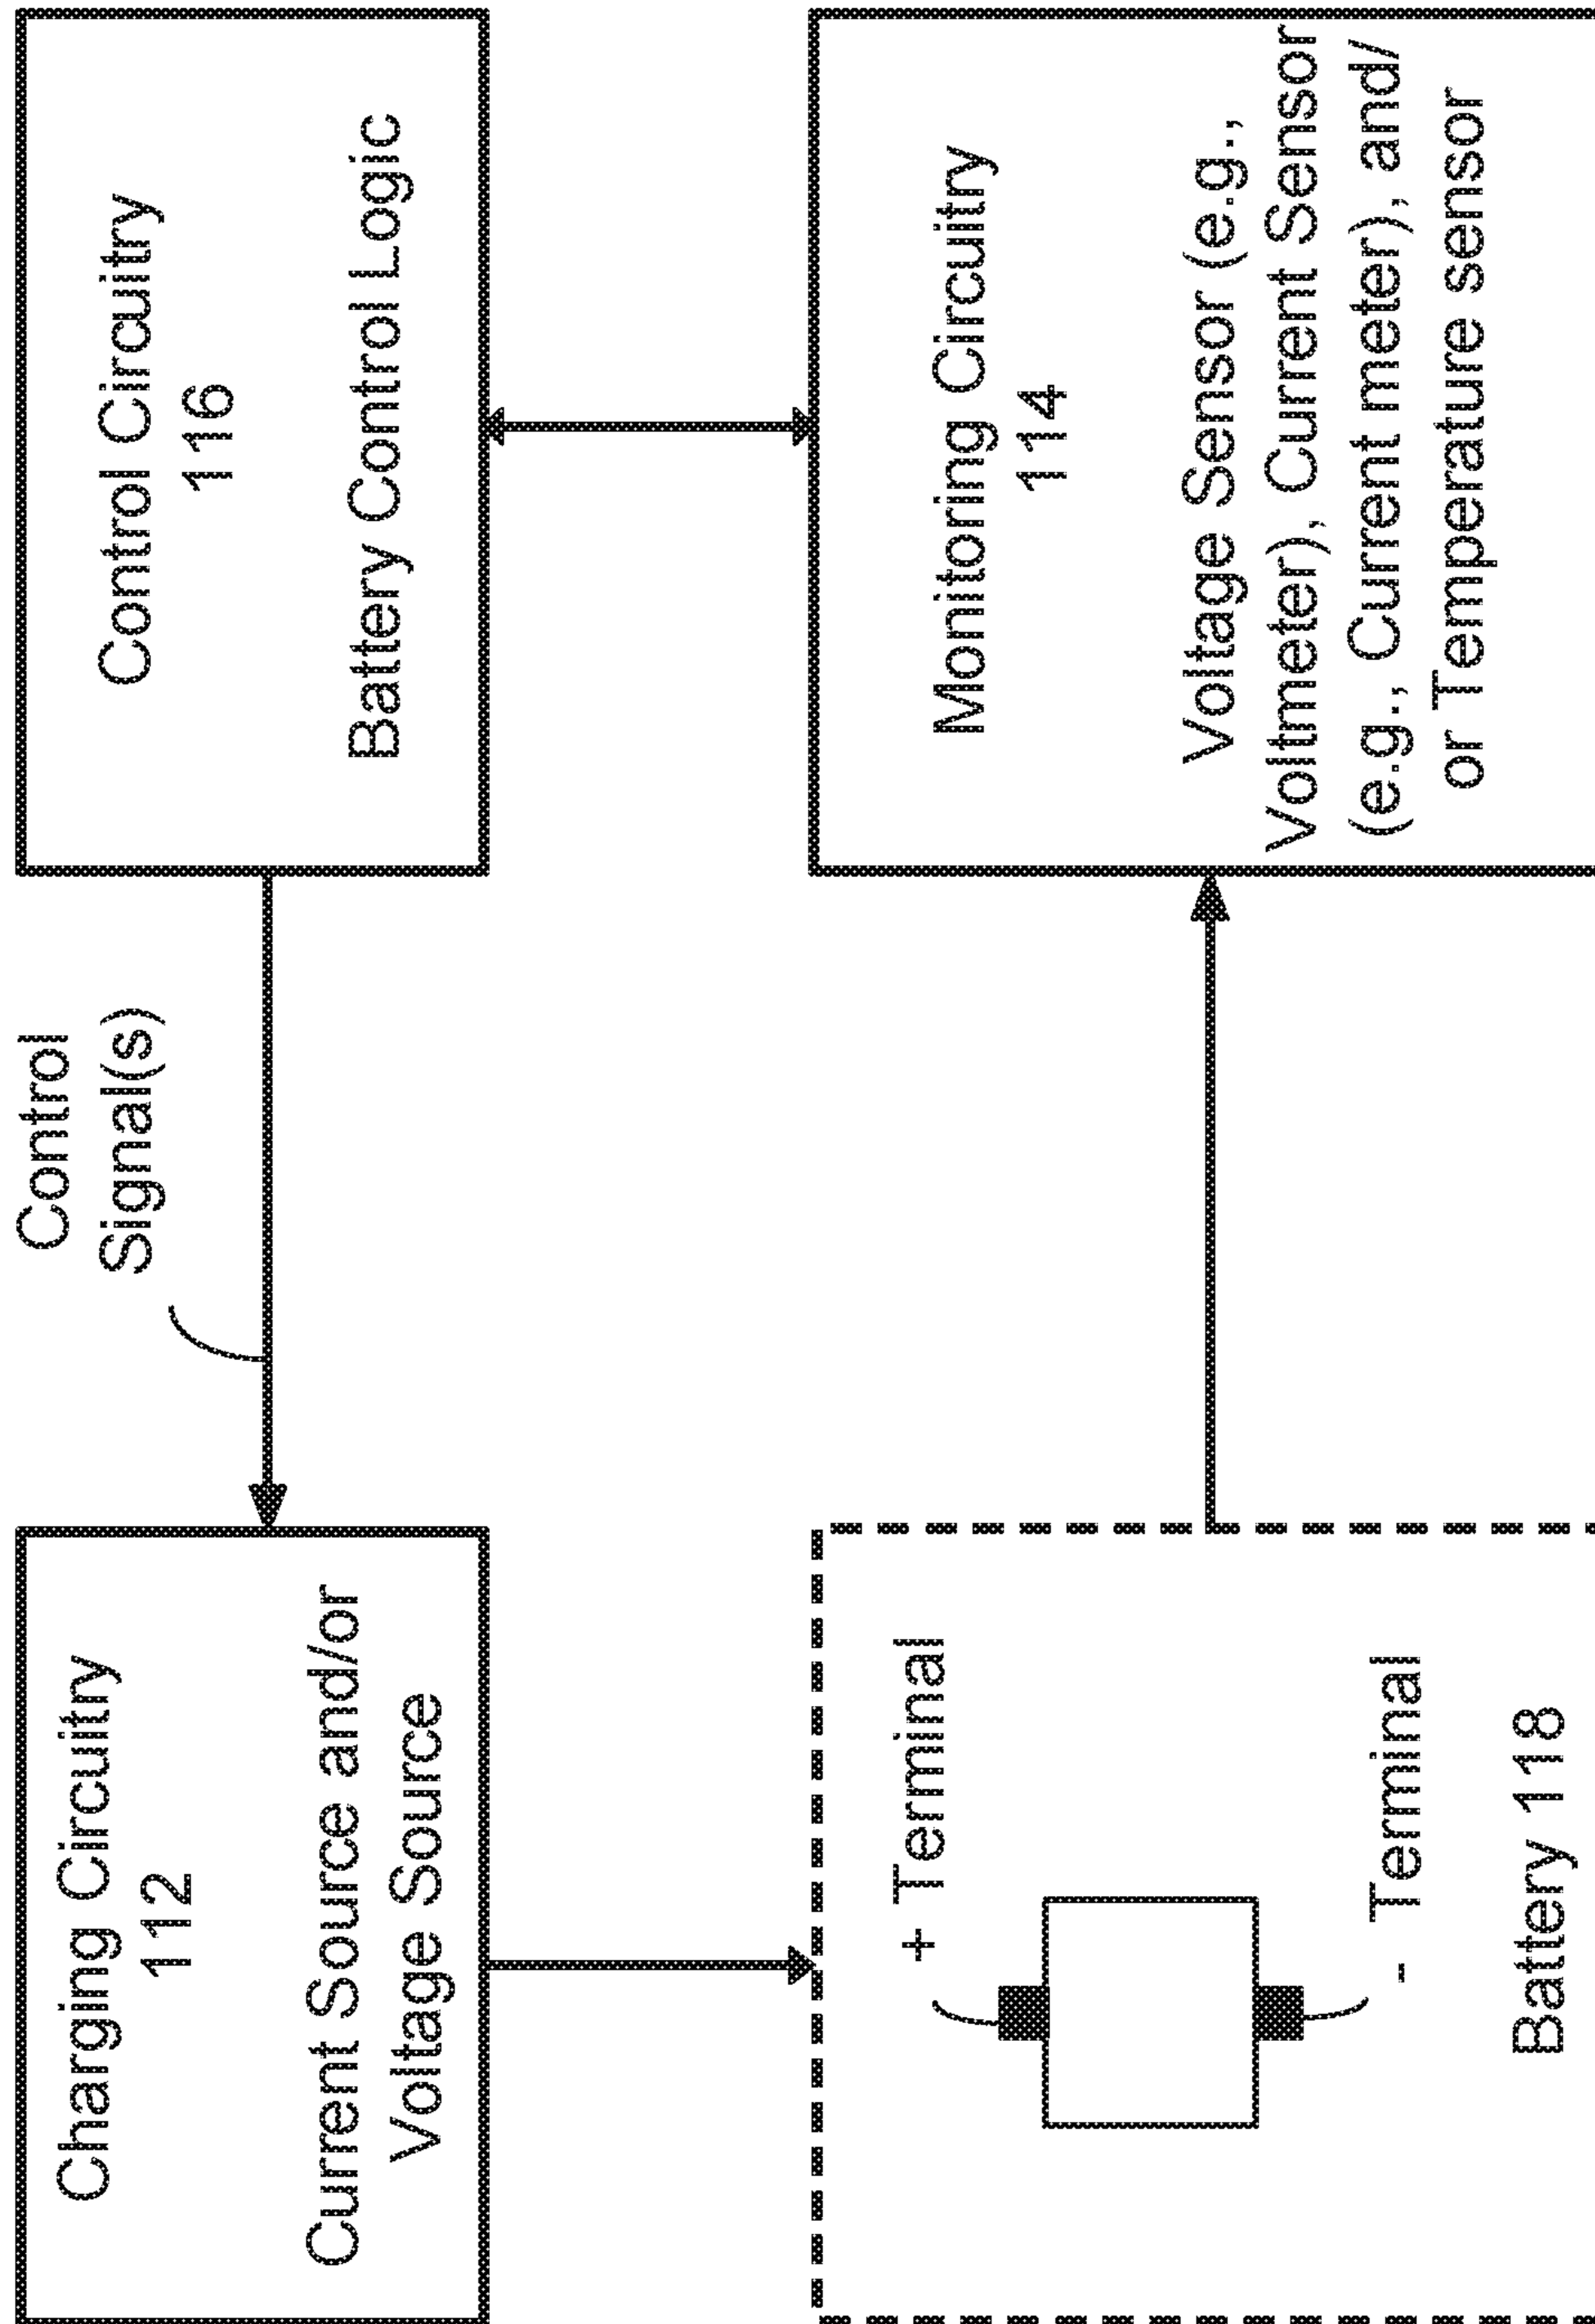 Charging Circuitry
112
Current Source and/or
Voltage Source
Control
Signal(s)
Control Circuitry
116
Battery Control Logic
+ Terminal
- Terminal
Battery 118
Monitoring Circuitry
114
Voltage Sensor (e.g.,
Voltmeter), Current Sensor
(e.g., Current meter), and/
or Temperature sensor